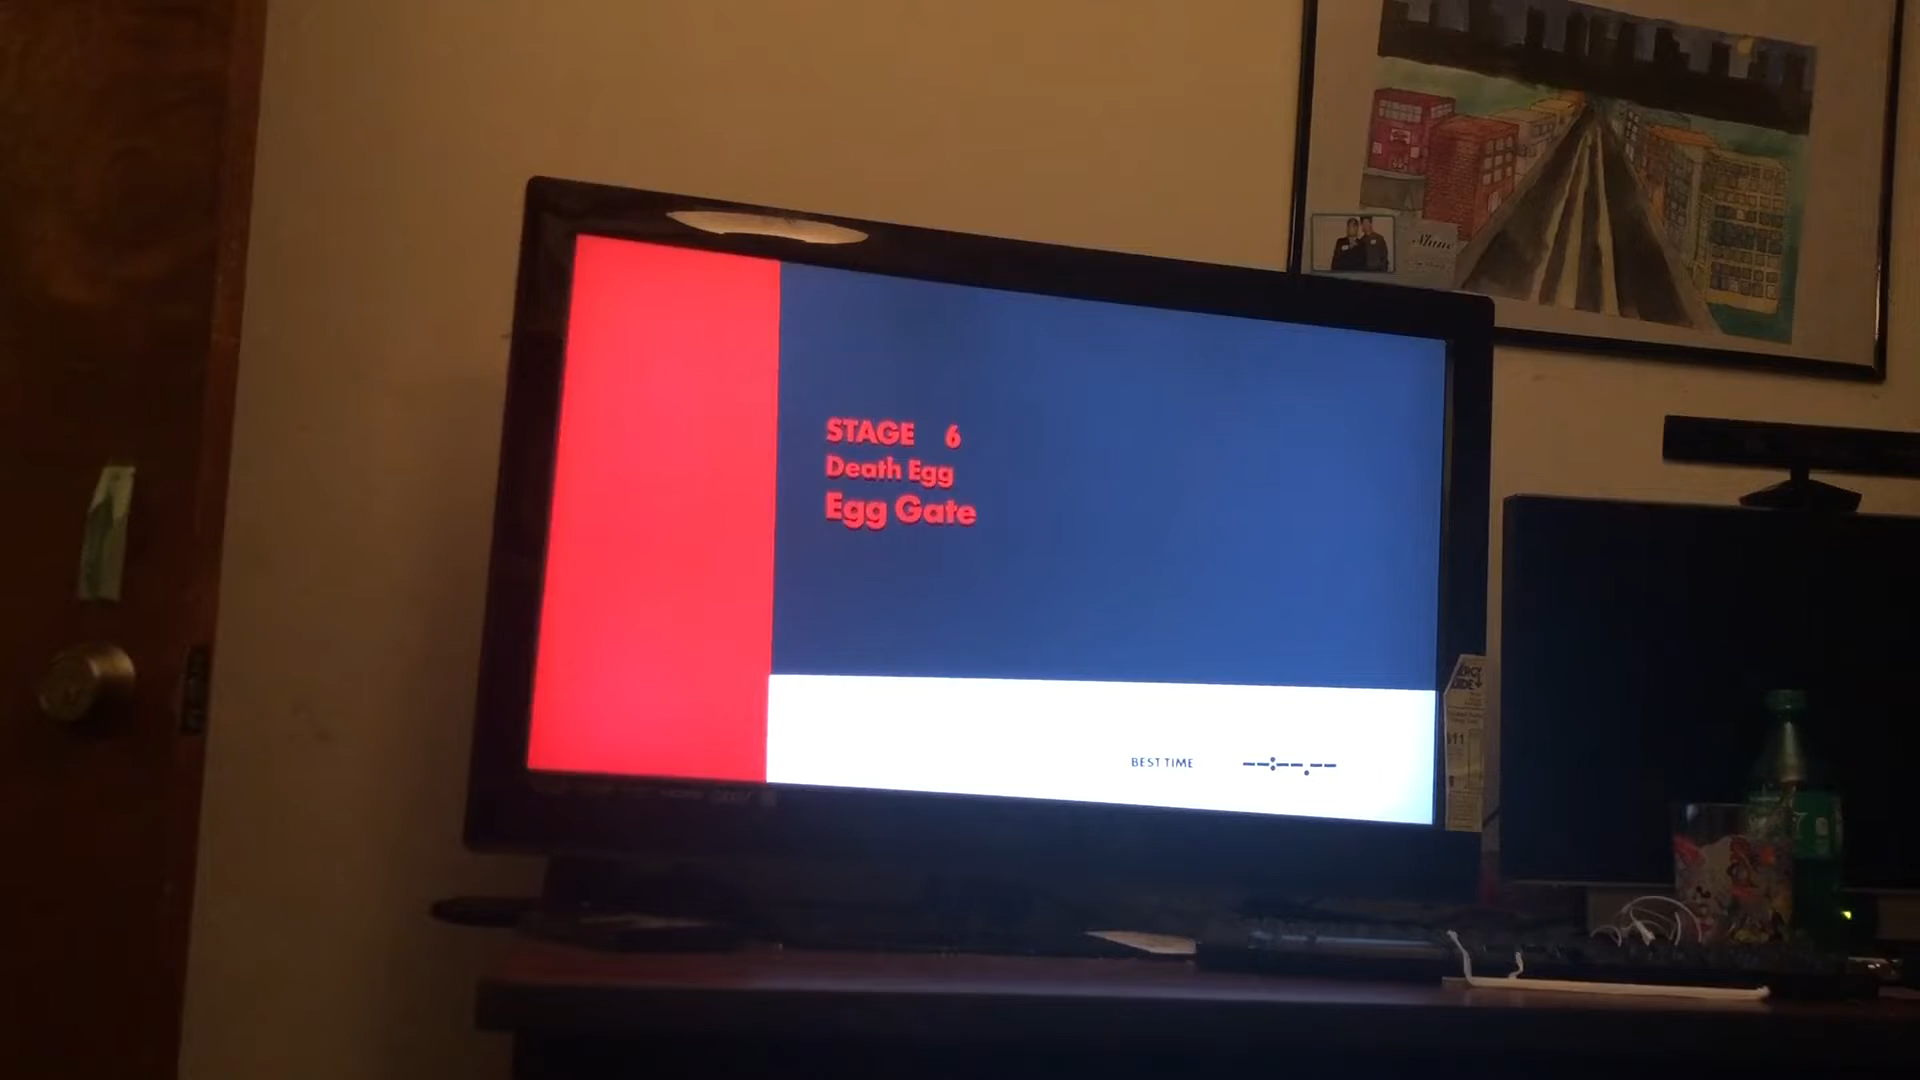 STAGE 6
Death Egg
Egg Gate
BEST TIME --:--.--